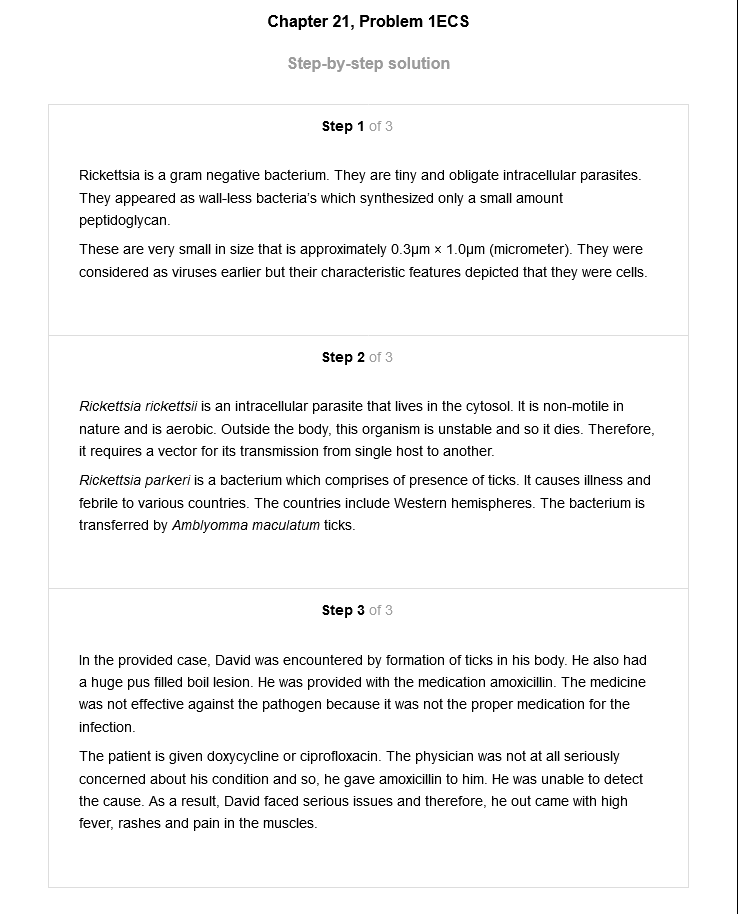 Chapter 21, Problem 1ECS
Step-by-step solution
Step 1 of 3
Rickettsia is a gram negative bacterium. They are tiny and obligate intracellular parasites.
They appeared as wall-less bacteria's which synthesized only a small amount
peptidoglycan.
These are very small in size that is approximately 0.3μm × 1.0μm (micrometer). They were
considered as viruses earlier but their characteristic features depicted that they were cells.
Step 2 of 3
Rickettsia rickettsii is an intracellular parasite that lives in the cytosol. It is non-motile in
nature and is aerobic. Outside the body, this organism is unstable and so it dies. Therefore,
it requires a vector for its transmission from single host to another.
Rickettsia parkeri is a bacterium which comprises of presence of ticks. It causes illness and
febrile to various countries. The countries include Western hemispheres. The bacterium is
transferred by Amblyomma maculatum ticks.
Step 3 of 3
In the provided case, David was encountered by formation of ticks in his body. He also had
a huge pus filled boil lesion. He was provided with the medication amoxicillin. The medicine
was not effective against the pathogen because it was not the proper medication for the
infection.
The patient is given doxycycline or ciprofloxacin. The physician was not at all seriously
concerned about his condition and so, he gave amoxicillin to him. He was unable to detect
the cause. As a result, David faced serious issues and therefore, he out came with high
fever, rashes and pain in the muscles.